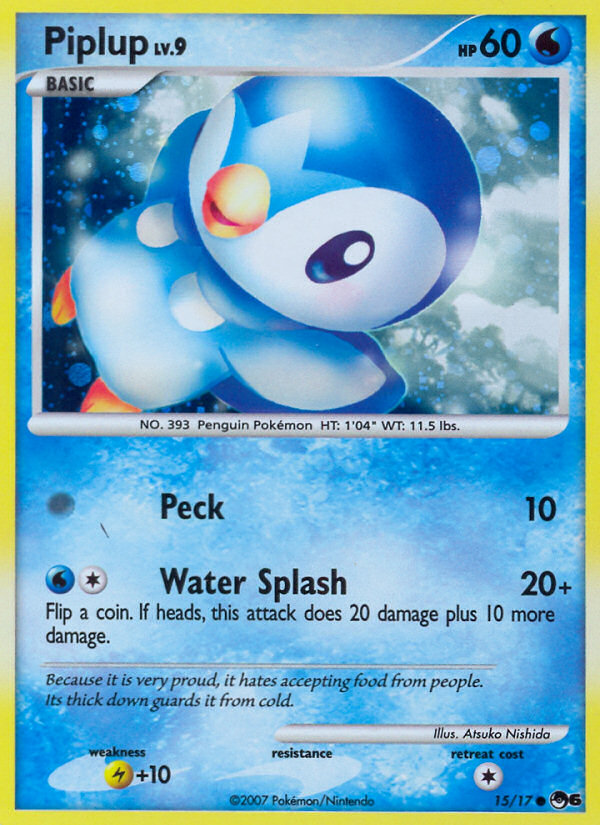 Piplup LV.9
HP 60
BASIC
NO. 393 Penguin Pokémon HT: 1'04" WT: 11.5 lbs.
Peck 10
Water Splash 20+
Flip a coin. If heads, this attack does 20 damage plus 10 more
damage.
Because it is very proud, it hates accepting food from people.
Its thick down guards it from cold.
Illus. Atsuko Nishida
weakness resistance retreat cost
+10
©2007 Pokémon/Nintendo
15/17 6